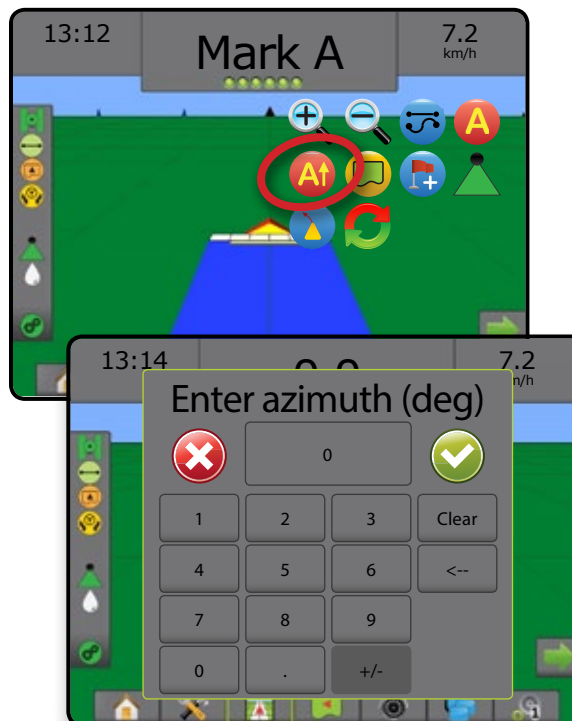 13:12
Mark A
7.2
km/h
A
A
13:14
7.2
Enter azimuth (deg)
0
1 2 3 Clear
4 5 6 <--
7 8 9
0 . +/-